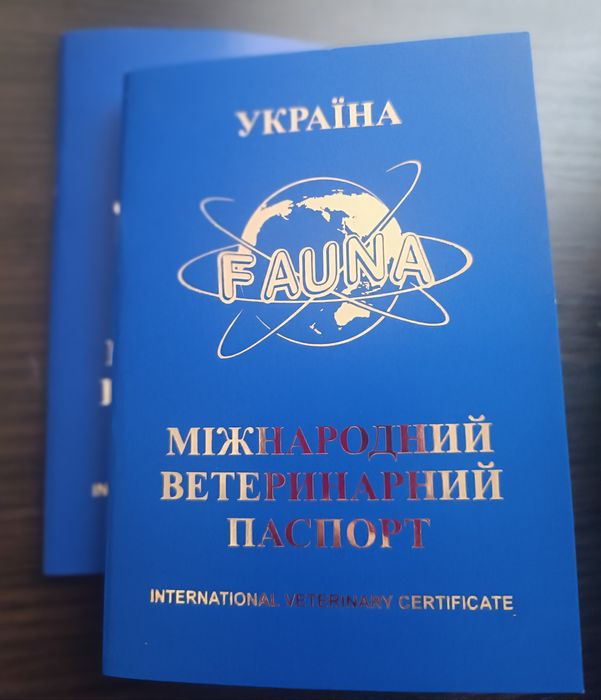 УКРАЇНА
FAUNA
МІЖНАРОДНИЙ
ВЕТЕРИНАРНИЙ
ПАСПОРТ
INTERNATIONAL VETERINARY CERTIFICATE